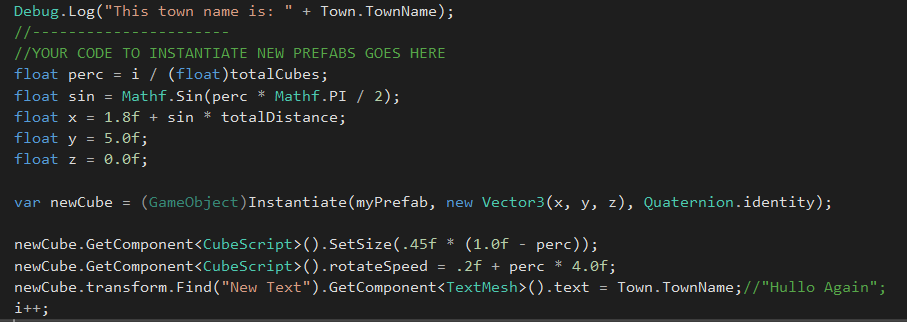 Debug.Log("This town name is: " + Town.TownName);
//----------------------
//YOUR CODE TO INSTANTIATE NEW PREFABS GOES HERE
float perc = i / (float)totalCubes;
float sin = Mathf.Sin(perc * Mathf.PI / 2);
float x = 1.8f + sin * totalDistance;
float y = 5.0f;
float z = 0.0f;
var newCube = (GameObject)Instantiate(myPrefab, new Vector3(x, y, z), Quaternion.identity);
newCube.GetComponent<CubeScript>().SetSize(.45f * (1.0f - perc));
newCube.GetComponent<CubeScript>().rotateSpeed = .2f + perc * 4.0f;
newCube.transform.Find("New Text").GetComponent<TextMesh>().text = Town.TownName;//"Hullo Again";
i++;